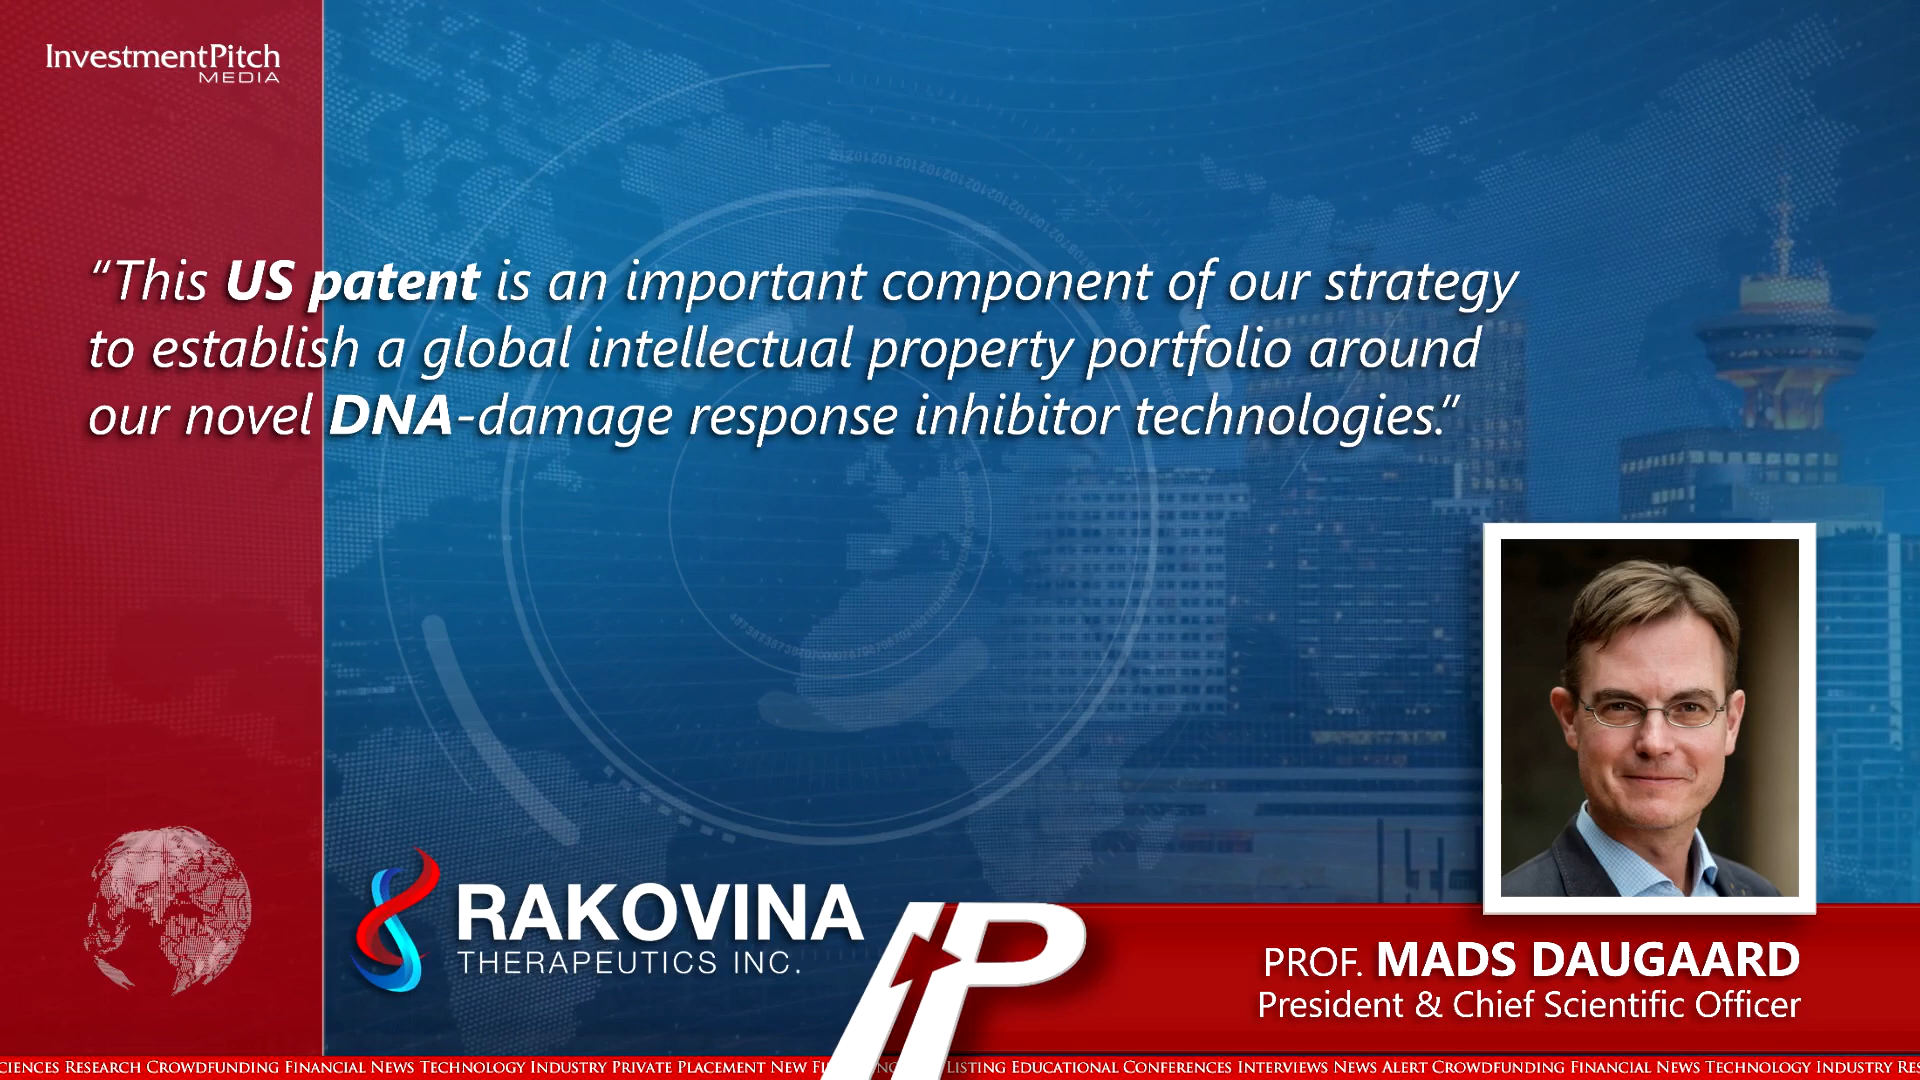 InvestmentPitch
MEDIA
“This US patent is an important component of our strategy
to establish a global intellectual property portfolio around
our novel DNA-damage response inhibitor technologies.”
RAKOVINA
THERAPEUTICS INC.
IP
PROF. MADS DAUGAARD
President & Chief Scientific Officer
CIENCES RESEARCH CROWDFUNDING FINANCIAL NEWS TECHNOLOGY INDUSTRY PRIVATE PLACEMENT NEW LISTING EDUCATIONAL CONFERENCES INTERVIEWS NEWS ALERT CROWDFUNDING FINANCIAL NEWS TECHNOLOGY INDUSTRY RES